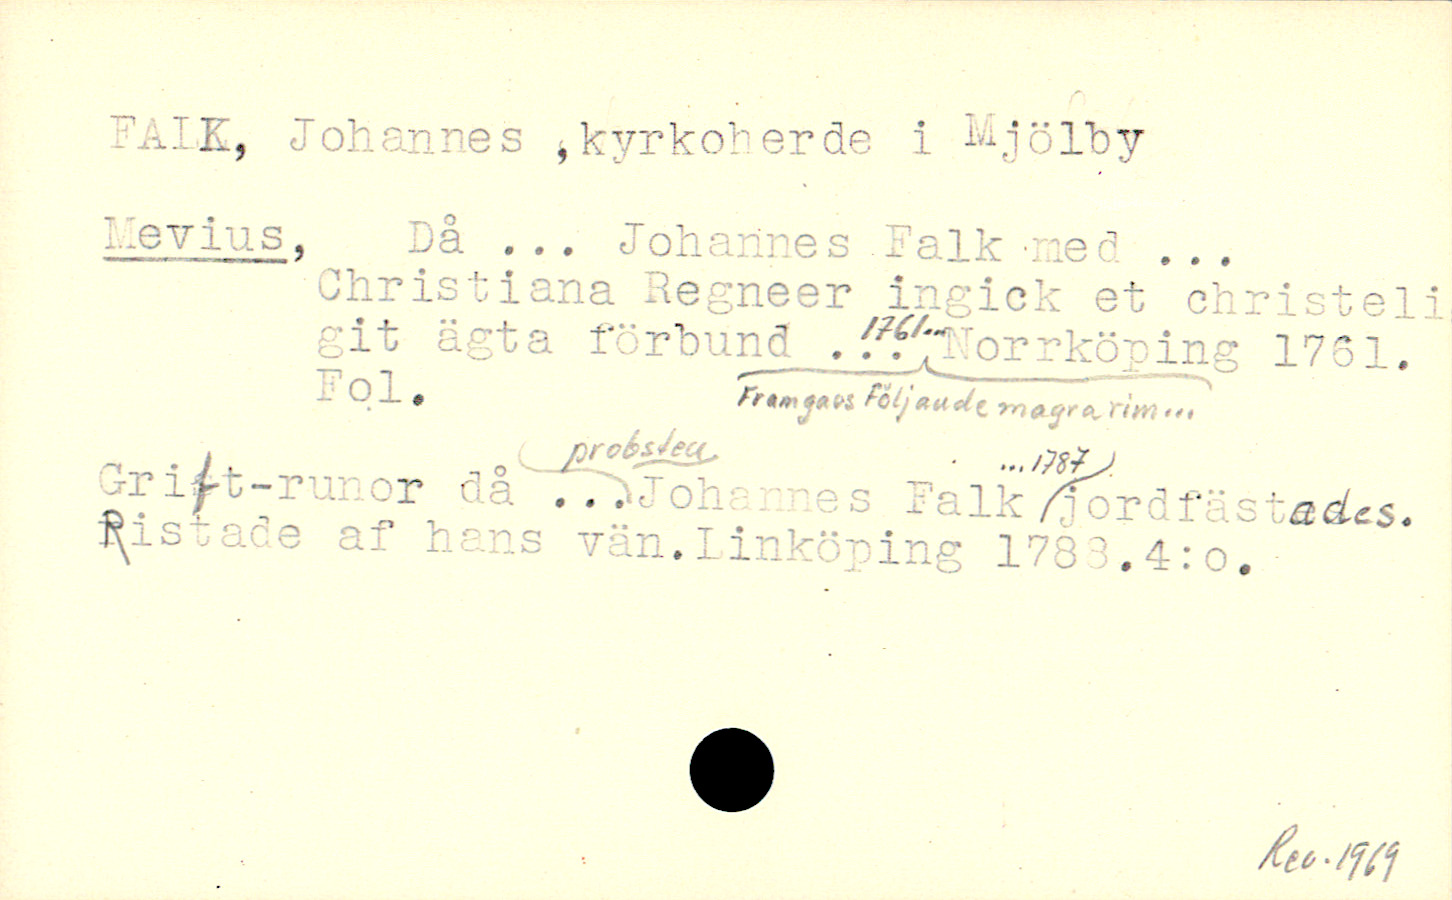 FALK, Johannes ,kyrkoherde i Mjölby
Mevius, Då ... Johannes Falk med ...
Christiana Regneer ingick et christeli
git ägta förbund ... 1761... Norrköping 1761.
Fol.
Framgavs följande magra rim...
probsten
... 1787
Grift-runor då ...Johannes Falk jordfästades.
Ristade af hans vän.Linköping 1788.4:o.
Rev. 1969